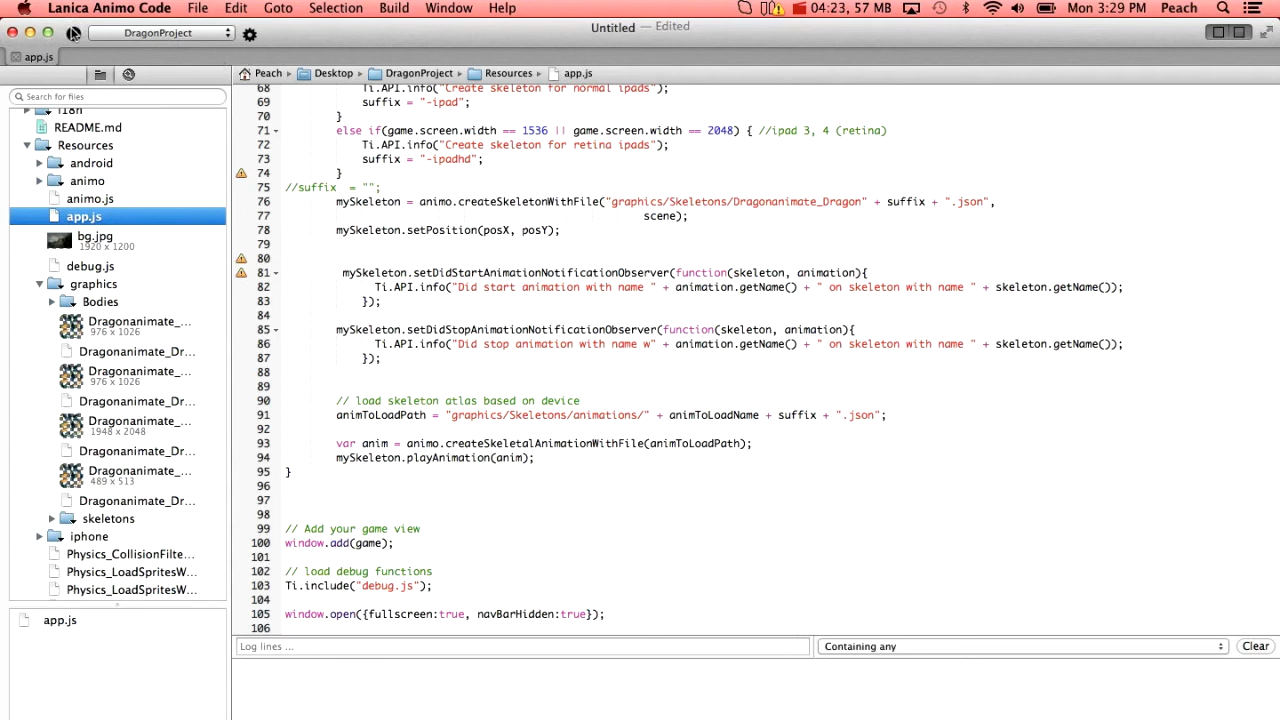 Lanica Animo Code File Edit Goto Selection Build Window Help 04:23, 57 MB Mon 3:29 PM Peach
DragonProject Untitled — Edited
app.js
Search for files
Peach Desktop DragonProject Resources app.js
i18n
README.md
Resources
android
animo
animo.js
app.js
bg.jpg
1920 x 1200
debug.js
graphics
Bodies
Dragonanimate_...
976 x 1026
Dragonanimate_Dr...
Dragonanimate_...
976 x 1026
Dragonanimate_Dr...
Dragonanimate_...
1948 x 2048
Dragonanimate_Dr...
Dragonanimate_...
489 x 513
Dragonanimate_Dr...
skeletons
iphone
Physics_CollisionFilte...
Physics_LoadSpritesW...
Physics_LoadSpritesW...
app.js
68 Ti.API.info("Create skeleton for normal ipads");
69 suffix = "-ipad";
70 }
71 else if(game.screen.width == 1536 || game.screen.width == 2048) { //ipad 3, 4 (retina)
72 Ti.API.info("Create skeleton for retina ipads");
73 suffix = "-ipadhd";
74 }
75 //suffix = "";
76 mySkeleton = animo.createSkeletonWithFile("graphics/Skeletons/Dragonanimate_Dragon" + suffix + ".json",
77 scene);
78 mySkeleton.setPosition(posX, posY);
79
80
81 mySkeleton.setDidStartAnimationNotificationObserver(function(skeleton, animation){
82 Ti.API.info("Did start animation with name " + animation.getName() + " on skeleton with name " + skeleton.getName());
83 });
84
85 mySkeleton.setDidStopAnimationNotificationObserver(function(skeleton, animation){
86 Ti.API.info("Did stop animation with name w" + animation.getName() + " on skeleton with name " + skeleton.getName());
87 });
88
89
90 // load skeleton atlas based on device
91 animToLoadPath = "graphics/Skeletons/animations/" + animToLoadName + suffix + ".json";
92
93 var anim = animo.createSkeletalAnimationWithFile(animToLoadPath);
94 mySkeleton.playAnimation(anim);
95 }
96
97
98
99 // Add your game view
100 window.add(game);
101
102 // load debug functions
103 Ti.include("debug.js");
104
105 window.open({fullscreen:true, navBarHidden:true});
106
Log lines ... Containing any Clear